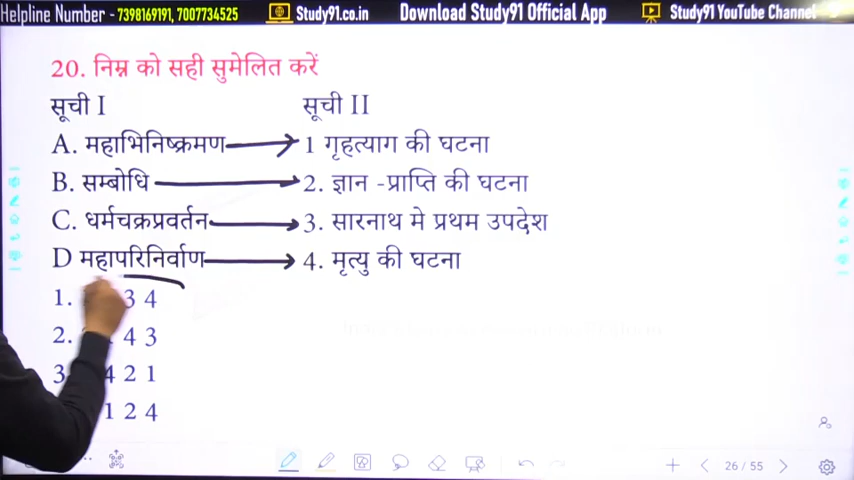 Helpline Number - 7398169191, 7007734525 Study91.co.in Download Study91 Official App Study91 YouTube Channel
20. निम्न को सही सुमेलित करें
सूची I सूची II
A. महाभिनिष्क्रमण 1 गृहत्याग की घटना
B. सम्बोधि 2. ज्ञान -प्राप्ति की घटना
C. धर्मचक्रप्रवर्तन 3. सारनाथ मे प्रथम उपदेश
D महापरिनिर्वाण 4. मृत्यु की घटना
1. 3 4
2. 4 3
3 4 2 1
1 2 4
26 / 55